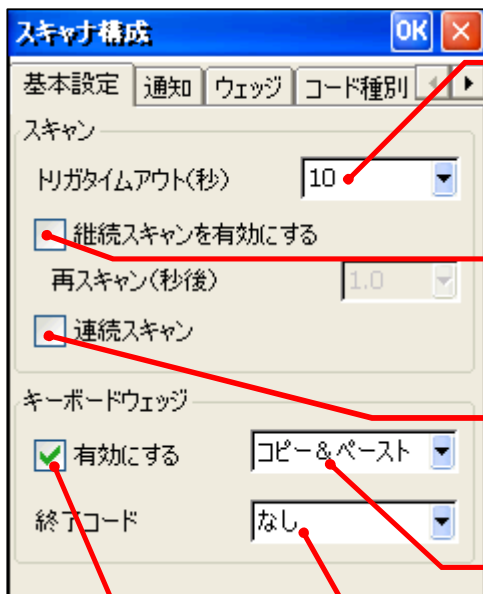 スキャナ構成 OK
基本設定 通知 ウェッジ コード種別
スキャン
トリガタイムアウト(秒) 10
継続スキャンを有効にする
再スキャン(秒後) 1.0
連続スキャン
キーボードウェッジ
有効にする コピー&ペースト
終了コード なし